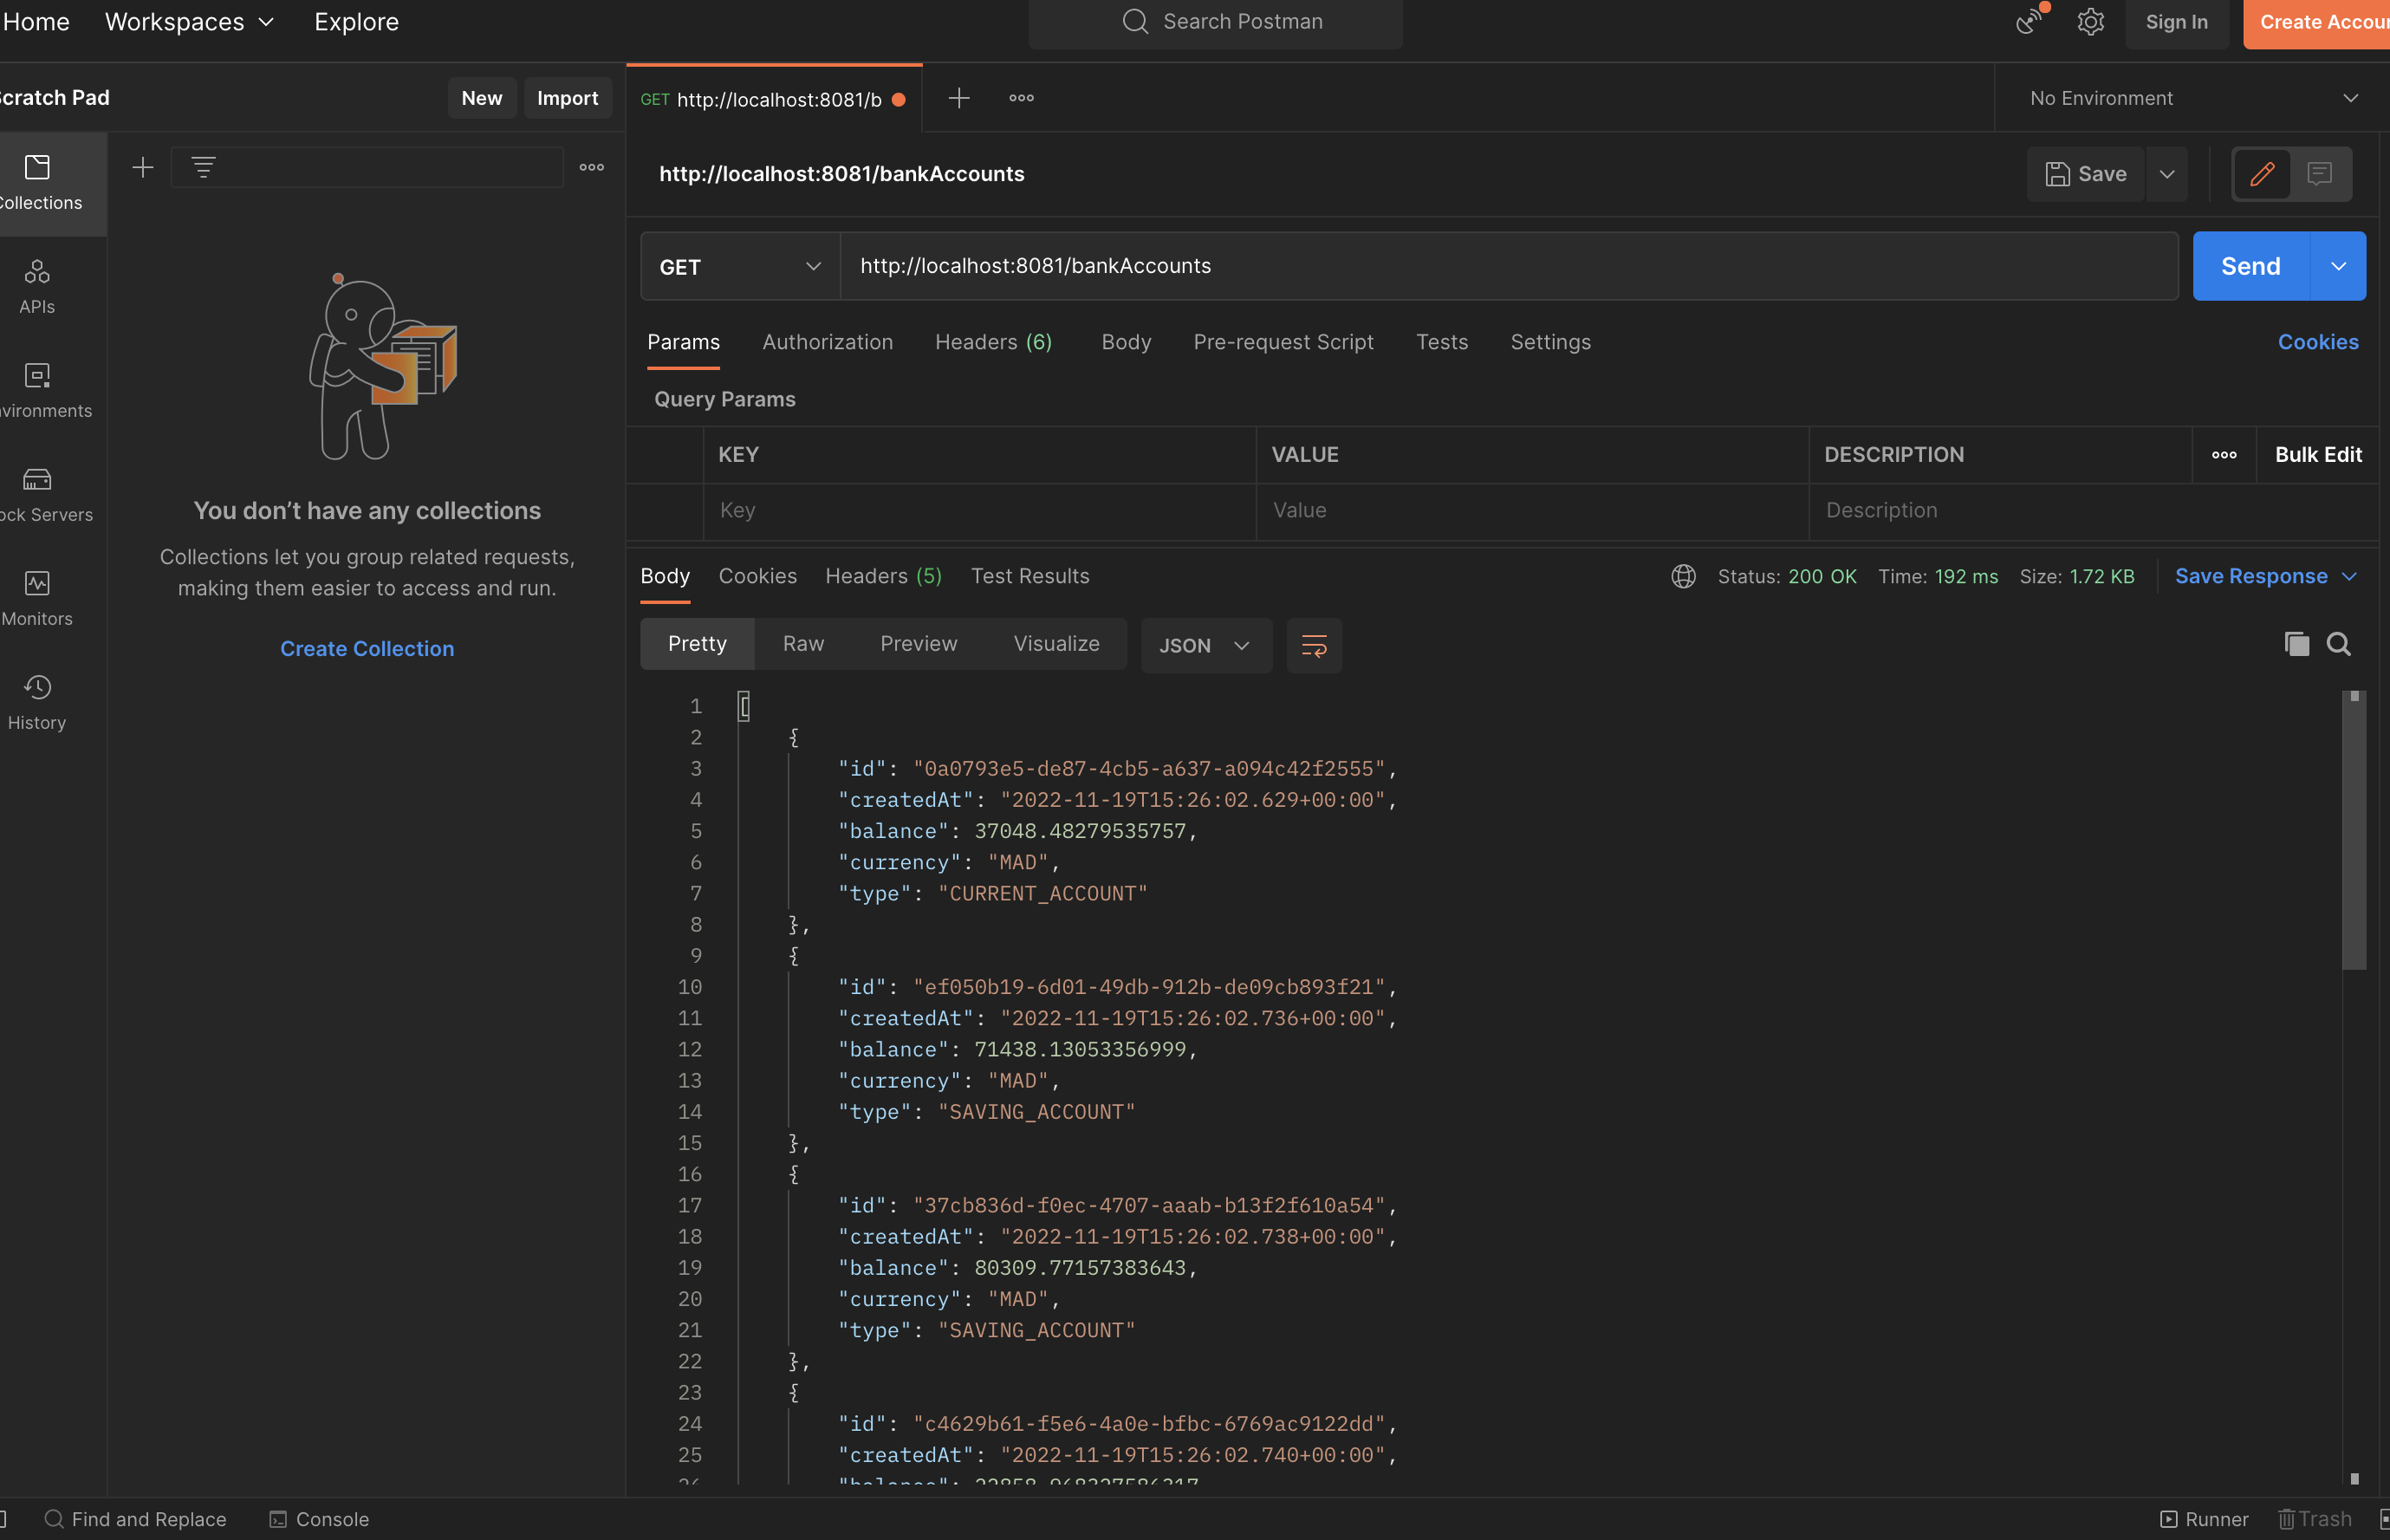 Home Workspaces Explore Search Postman Sign In Create Accou
Scratch Pad New Import GET http://localhost:8081/b No Environment
http://localhost:8081/bankAccounts Save
Collections
GET http://localhost:8081/bankAccounts Send
APIs
Params Authorization Headers (6) Body Pre-request Script Tests Settings Cookies
Query Params
vironments
KEY VALUE DESCRIPTION Bulk Edit
Key Value Description
You don’t have any collections
ock Servers
Collections let you group related requests,
making them easier to access and run.
Body Cookies Headers (5) Test Results Status: 200 OK Time: 192 ms Size: 1.72 KB Save Response
Monitors
Create Collection
Pretty Raw Preview Visualize JSON
History
1 [
2 {
3 "id": "0a0793e5-de87-4cb5-a637-a094c42f2555",
4 "createdAt": "2022-11-19T15:26:02.629+00:00",
5 "balance": 37048.48279535757,
6 "currency": "MAD",
7 "type": "CURRENT_ACCOUNT"
8 },
9 {
10 "id": "ef050b19-6d01-49db-912b-de09cb893f21",
11 "createdAt": "2022-11-19T15:26:02.736+00:00",
12 "balance": 71438.13053356999,
13 "currency": "MAD",
14 "type": "SAVING_ACCOUNT"
15 },
16 {
17 "id": "37cb836d-f0ec-4707-aaab-b13f2f610a54",
18 "createdAt": "2022-11-19T15:26:02.738+00:00",
19 "balance": 80309.77157383643,
20 "currency": "MAD",
21 "type": "SAVING_ACCOUNT"
22 },
23 {
24 "id": "c4629b61-f5e6-4a0e-bfbc-6769ac9122dd",
25 "createdAt": "2022-11-19T15:26:02.740+00:00",
Find and Replace Console Runner Trash